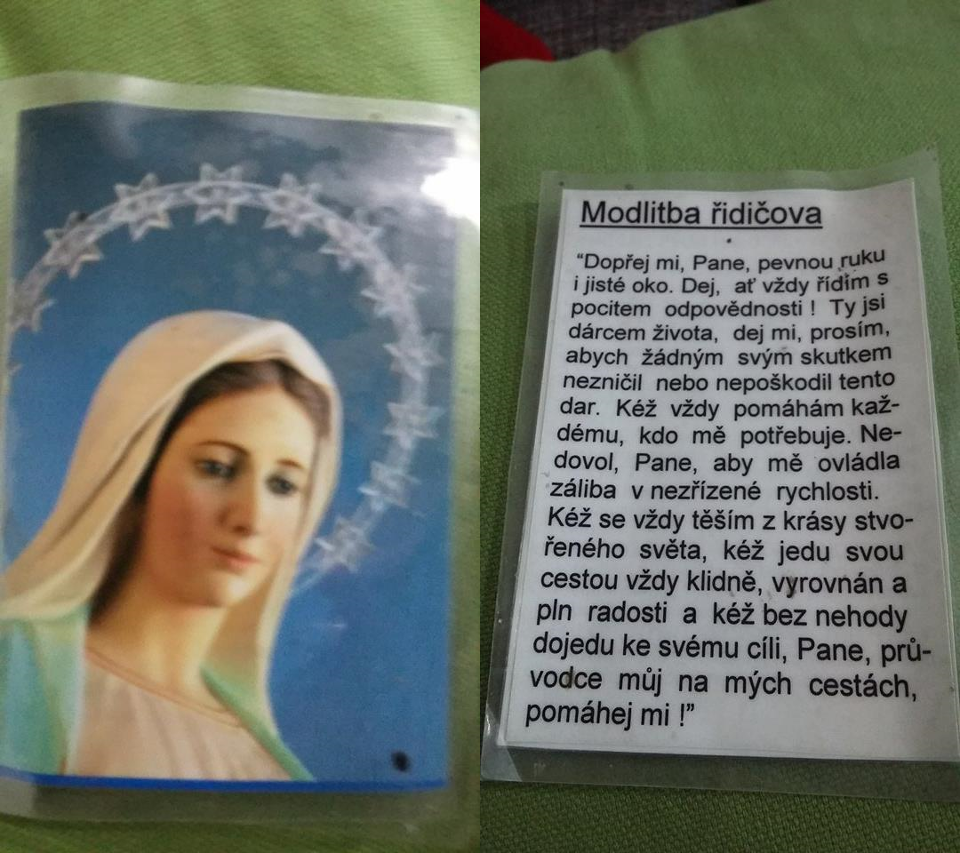 Modlitba řidičova
“Dopřej mi, Pane, pevnou ruku
i jisté oko. Dej, ať vždy řídím s
pocitem odpovědnosti ! Ty jsi
dárcem života, dej mi, prosím,
abych žádným svým skutkem
nezničil nebo nepoškodil tento
dar. Kéž vždy pomáhám kaž-
dému, kdo mě potřebuje. Ne-
dovol, Pane, aby mě ovládla
záliba v nezřízené rychlosti.
Kéž se vždy těším z krásy stvo-
řeného světa, kéž jedu svou
cestou vždy klidně, vyrovnán a
pln radosti a kéž bez nehody
dojedu ke svému cíli, Pane, prů-
vodce můj na mých cestách,
pomáhej mi !”